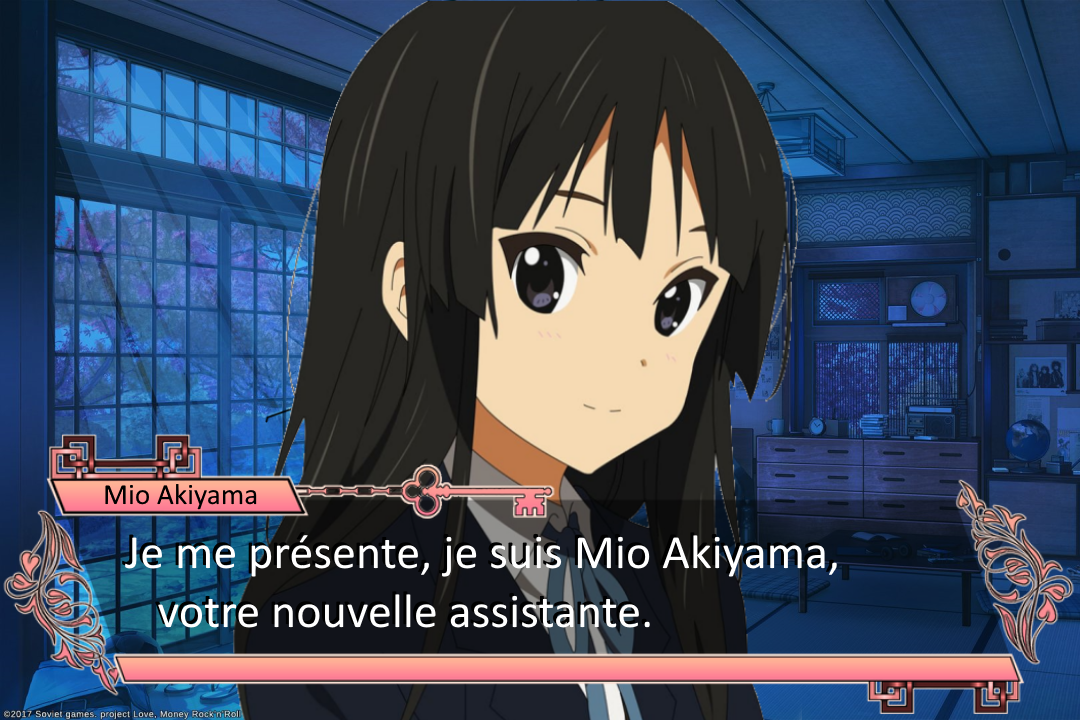 Mio Akiyama
Je me présente, je suis Mio Akiyama,
votre nouvelle assistante.
©2017 Soviet games. project Love, Money Rock'n'Roll